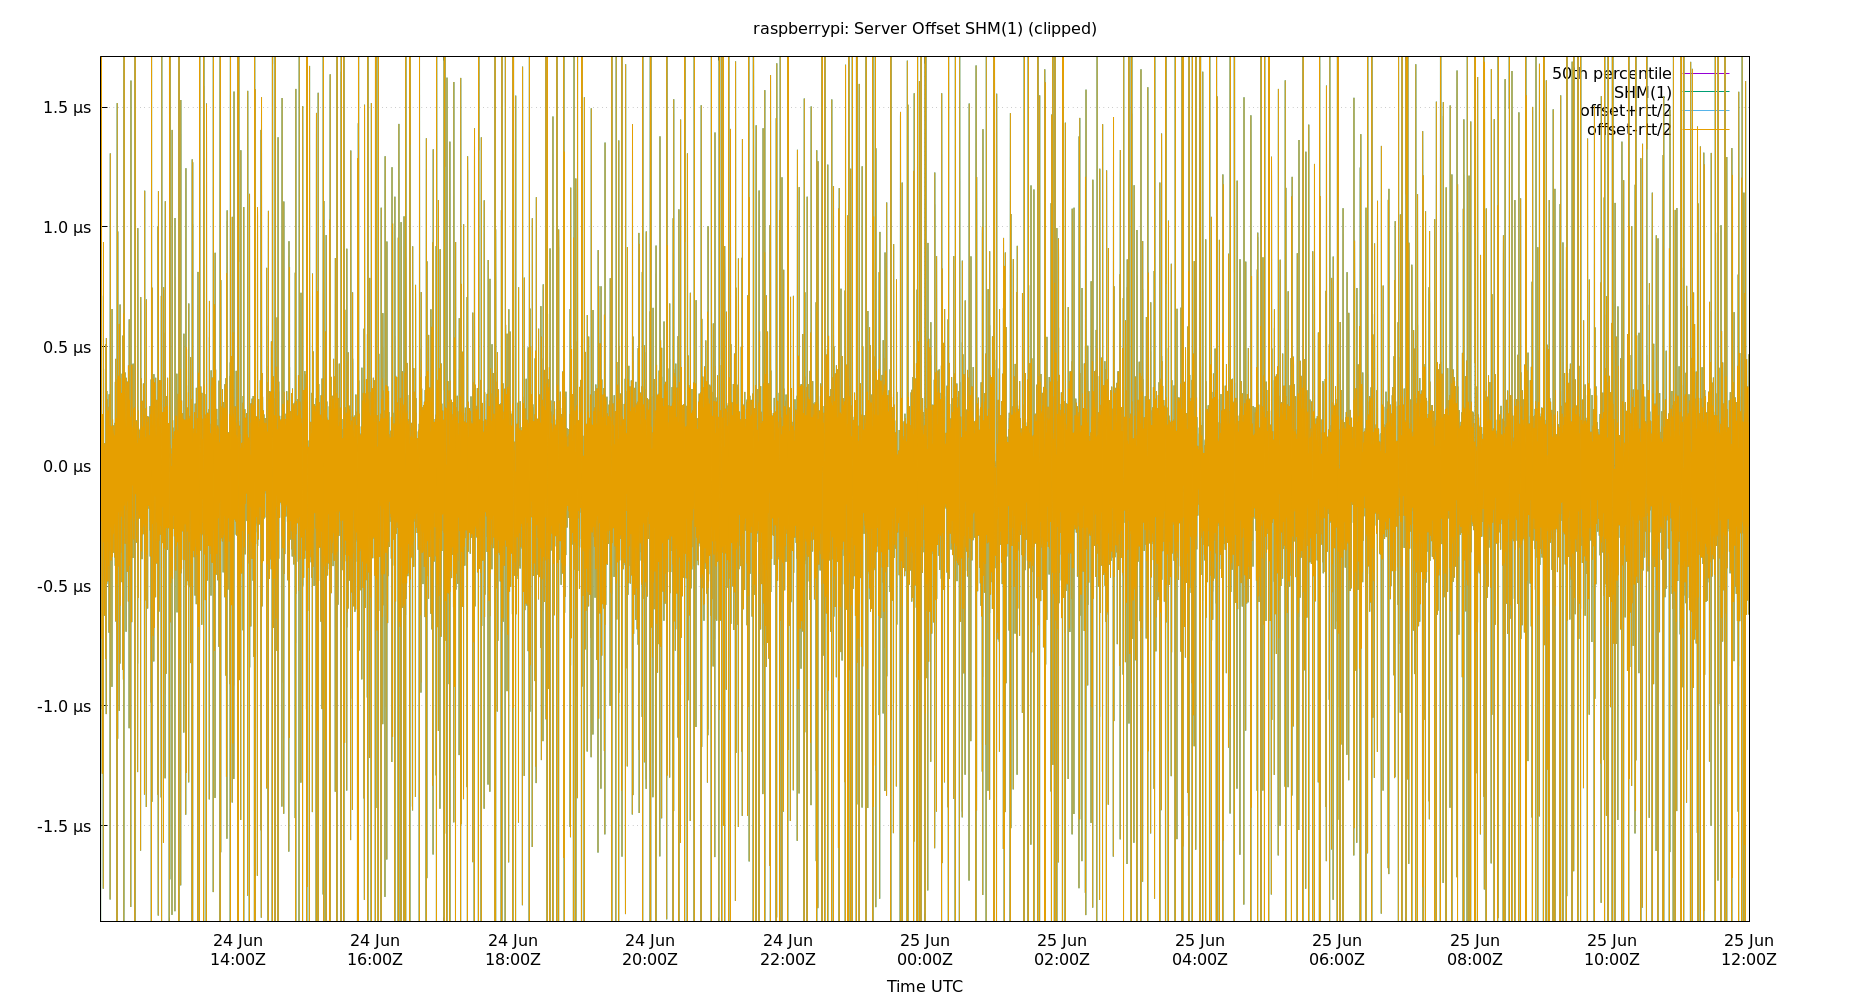 raspberrypi: Server Offset SHM(1) (clipped)
50th percentile
SHM(1)
offset+rtt/2
offset-rtt/2
1.5 µs
1.0 µs
0.5 µs
0.0 µs
-0.5 µs
-1.0 µs
-1.5 µs
24 Jun 24 Jun 24 Jun 24 Jun 24 Jun 25 Jun 25 Jun 25 Jun 25 Jun 25 Jun 25 Jun 25 Jun
14:00Z 16:00Z 18:00Z 20:00Z 22:00Z 00:00Z 02:00Z 04:00Z 06:00Z 08:00Z 10:00Z 12:00Z
Time UTC